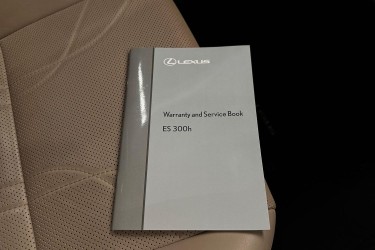 LEXUS
Warranty and Service Book
ES 300h